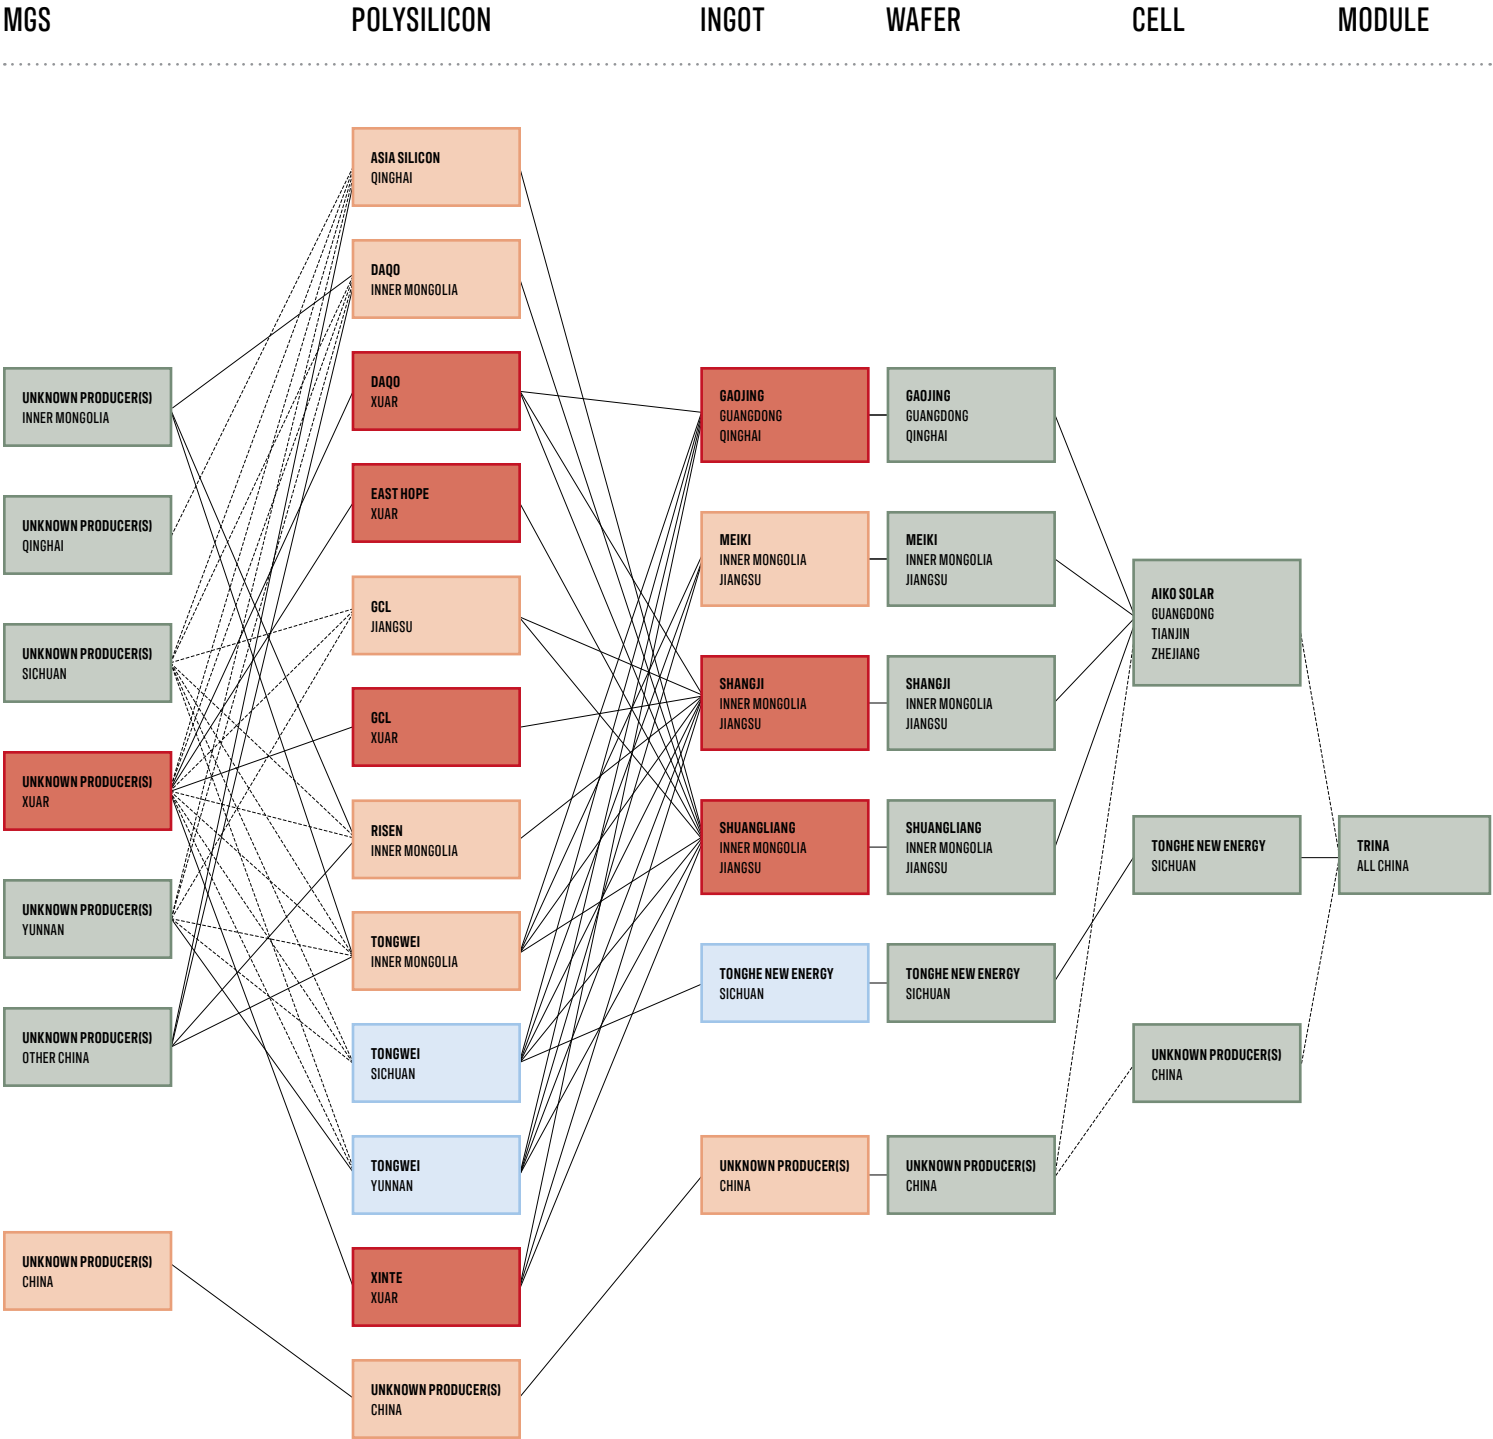 MGS
POLYSILICON
INGOT
WAFER
CELL
MODULE
UNKNOWN PRODUCER(S)
INNER MONGOLIA
UNKNOWN PRODUCER(S)
QINGHAI
UNKNOWN PRODUCER(S)
SICHUAN
UNKNOWN PRODUCER(S)
XUAR
UNKNOWN PRODUCER(S)
YUNNAN
UNKNOWN PRODUCER(S)
OTHER CHINA
UNKNOWN PRODUCER(S)
CHINA
ASIA SILICON
QINGHAI
DAQO
INNER MONGOLIA
DAQO
XUAR
EAST HOPE
XUAR
GCL
JIANGSU
GCL
XUAR
RISEN
INNER MONGOLIA
TONGWEI
INNER MONGOLIA
TONGWEI
SICHUAN
TONGWEI
YUNNAN
XINTE
XUAR
UNKNOWN PRODUCER(S)
CHINA
GAOJING
GUANGDONG
QINGHAI
MEIKI
INNER MONGOLIA
JIANGSU
SHANGJI
INNER MONGOLIA
JIANGSU
SHUANGLIANG
INNER MONGOLIA
JIANGSU
TONGHE NEW ENERGY
SICHUAN
UNKNOWN PRODUCER(S)
CHINA
GAOJING
GUANGDONG
QINGHAI
MEIKI
INNER MONGOLIA
JIANGSU
SHANGJI
INNER MONGOLIA
JIANGSU
SHUANGLIANG
INNER MONGOLIA
JIANGSU
TONGHE NEW ENERGY
SICHUAN
UNKNOWN PRODUCER(S)
CHINA
AIKO SOLAR
GUANGDONG
TIANJIN
ZHEJIANG
TONGHE NEW ENERGY
SICHUAN
UNKNOWN PRODUCER(S)
CHINA
TRINA
ALL CHINA